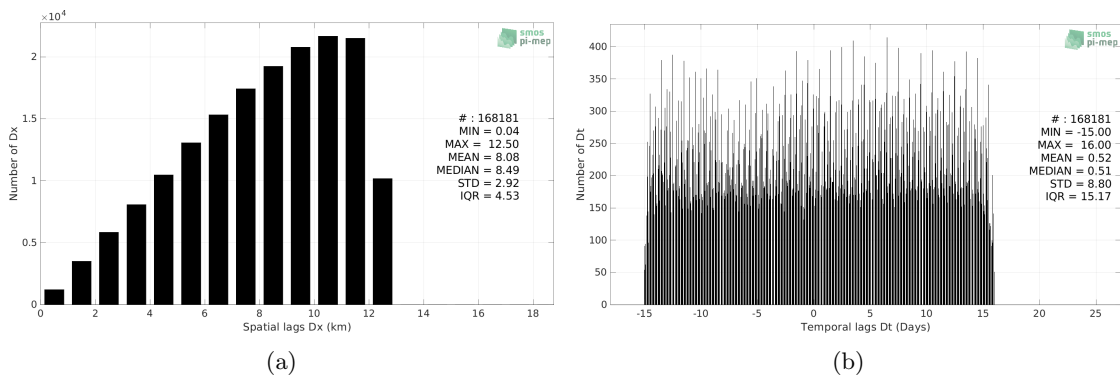 ×10⁴
2
1.5
1
0.5
0
Number of Dx
0 2 4 6 8 10 12 14 16 18
Spatial lags Dx (km)
smos
pi-mep
# : 168181
MIN = 0.04
MAX = 12.50
MEAN = 8.08
MEDIAN = 8.49
STD = 2.92
IQR = 4.53
(a)
400
350
300
250
200
150
100
50
0
Number of Dt
-15 -10 -5 0 5 10 15 20 25
Temporal lags Dt (Days)
smos
pi-mep
# : 168181
MIN = -15.00
MAX = 16.00
MEAN = 0.52
MEDIAN = 0.51
STD = 8.80
IQR = 15.17
(b)